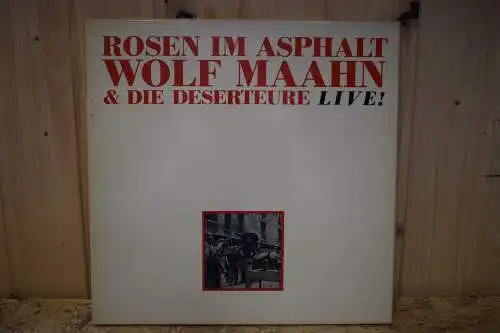 ROSEN IM ASPHALT
WOLF MAAHN
& DIE DESERTEURE LIVE!